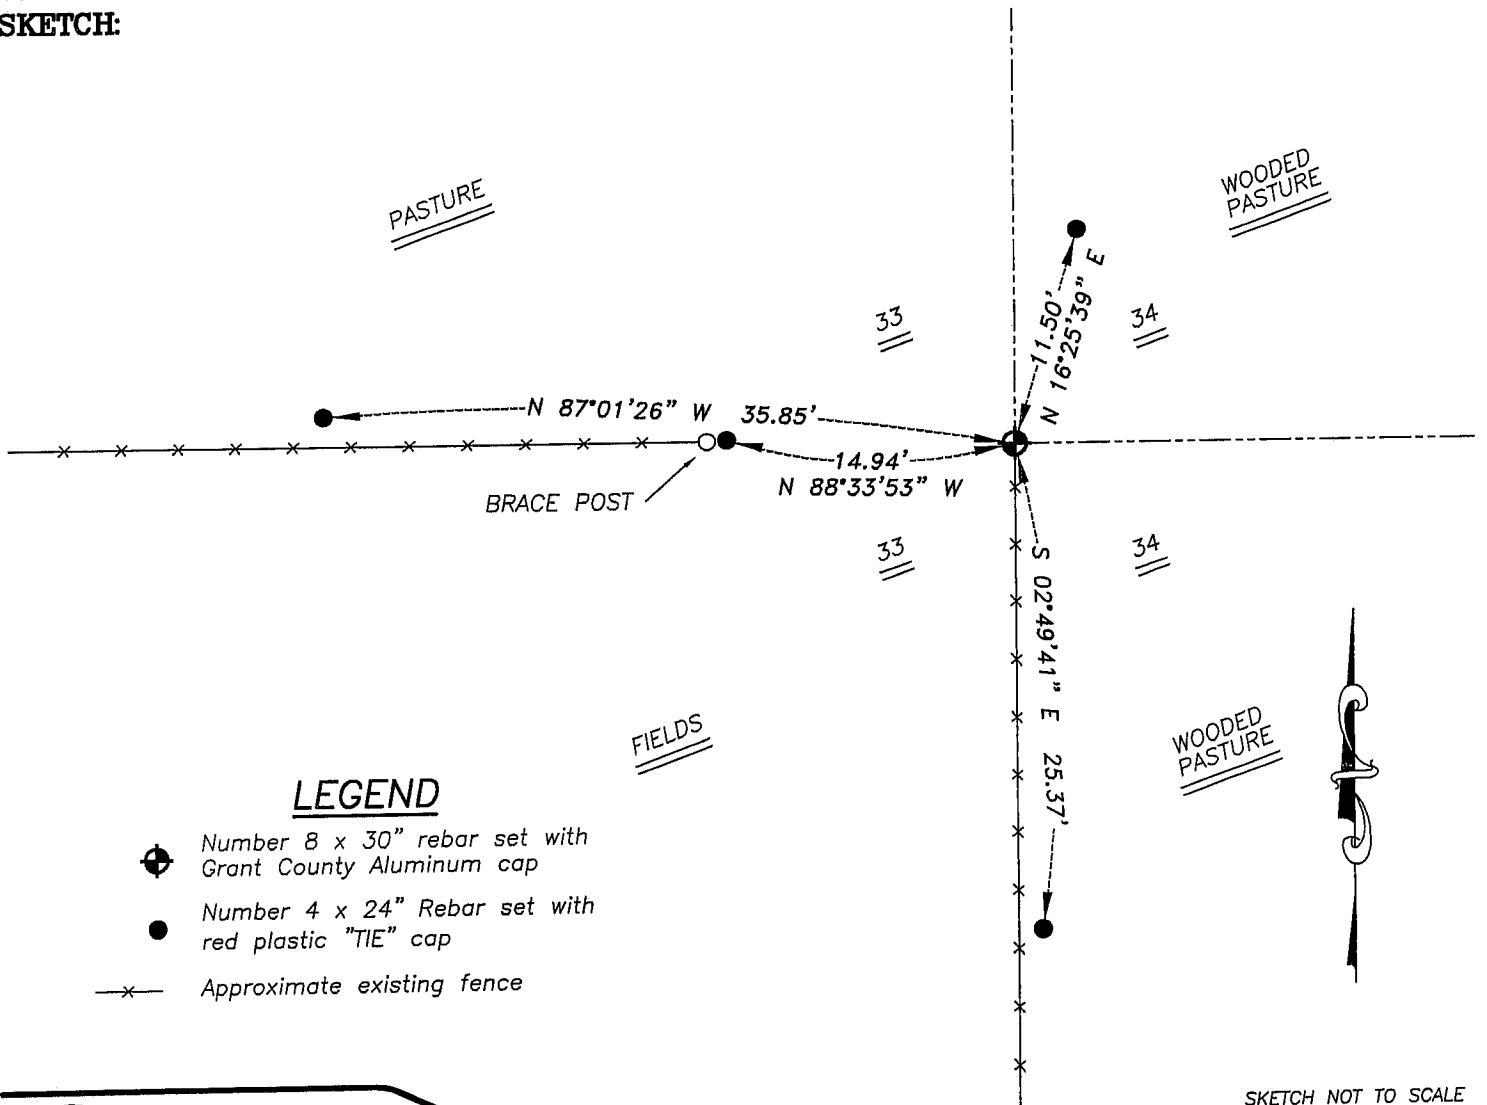 SKETCH:
PASTURE
WOODED
PASTURE
33
34
11.50'
N 16°25'39" E
N 87°01'26" W 35.85'
14.94'
N 88°33'53" W
BRACE POST
33
34
S 02°49'41" E 25.37'
FIELDS
WOODED
PASTURE
LEGEND
Number 8 x 30" rebar set with
Grant County Aluminum cap
Number 4 x 24" Rebar set with
red plastic "TIE" cap
Approximate existing fence
SKETCH NOT TO SCALE